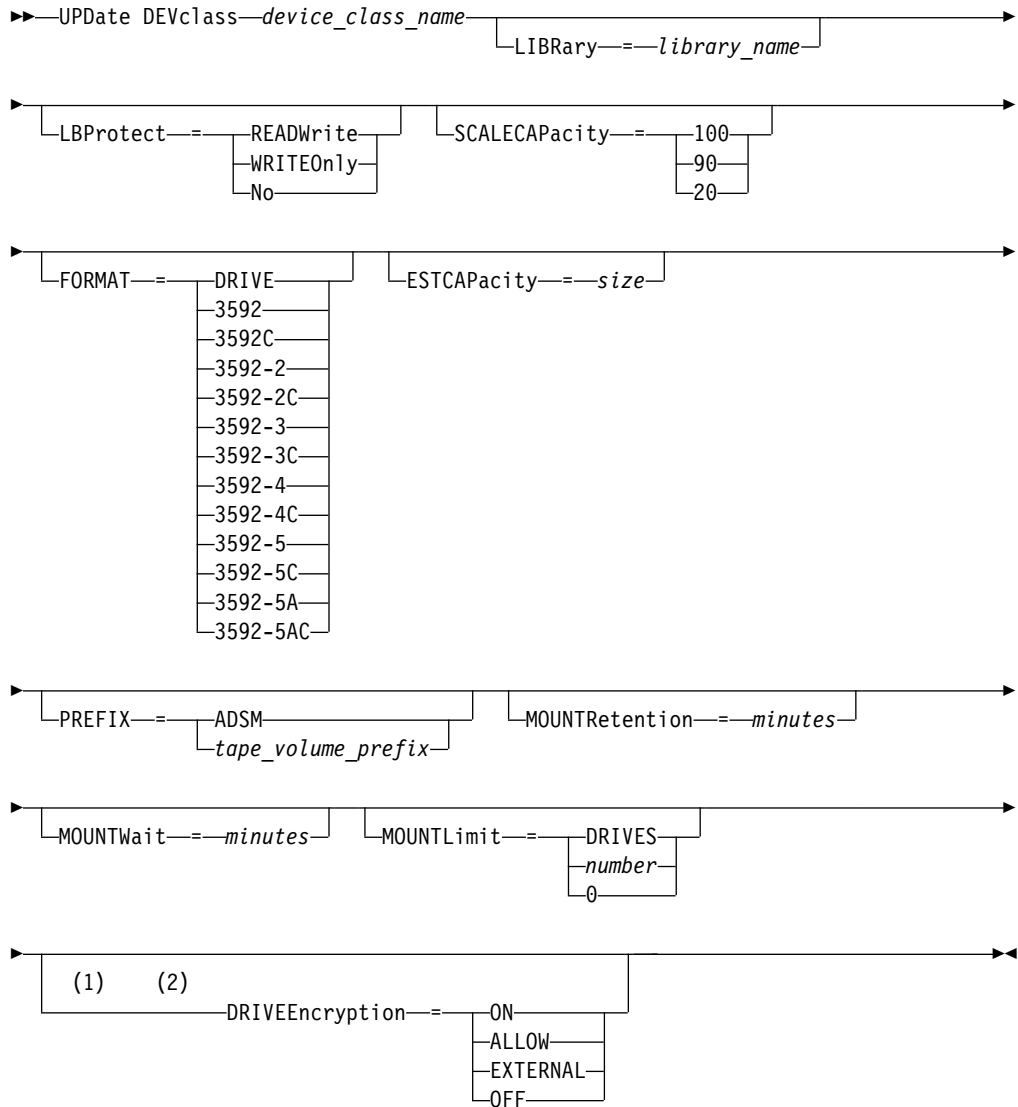 UPDate DEVclass device_class_name
LIBRary = library_name
LBProtect = READWrite
WRITEOnly
No
SCALECAPacity = 100
90
20
FORMAT = DRIVE
3592
3592C
3592-2
3592-2C
3592-3
3592-3C
3592-4
3592-4C
3592-5
3592-5C
3592-5A
3592-5AC
ESTCAPacity = size
PREFIX = ADSM
tape_volume_prefix
MOUNTRetention = minutes
MOUNTWait = minutes
MOUNTLimit = DRIVES
number
0
(1) (2)
DRIVEEncryption = ON
ALLOW
EXTERNAL
OFF